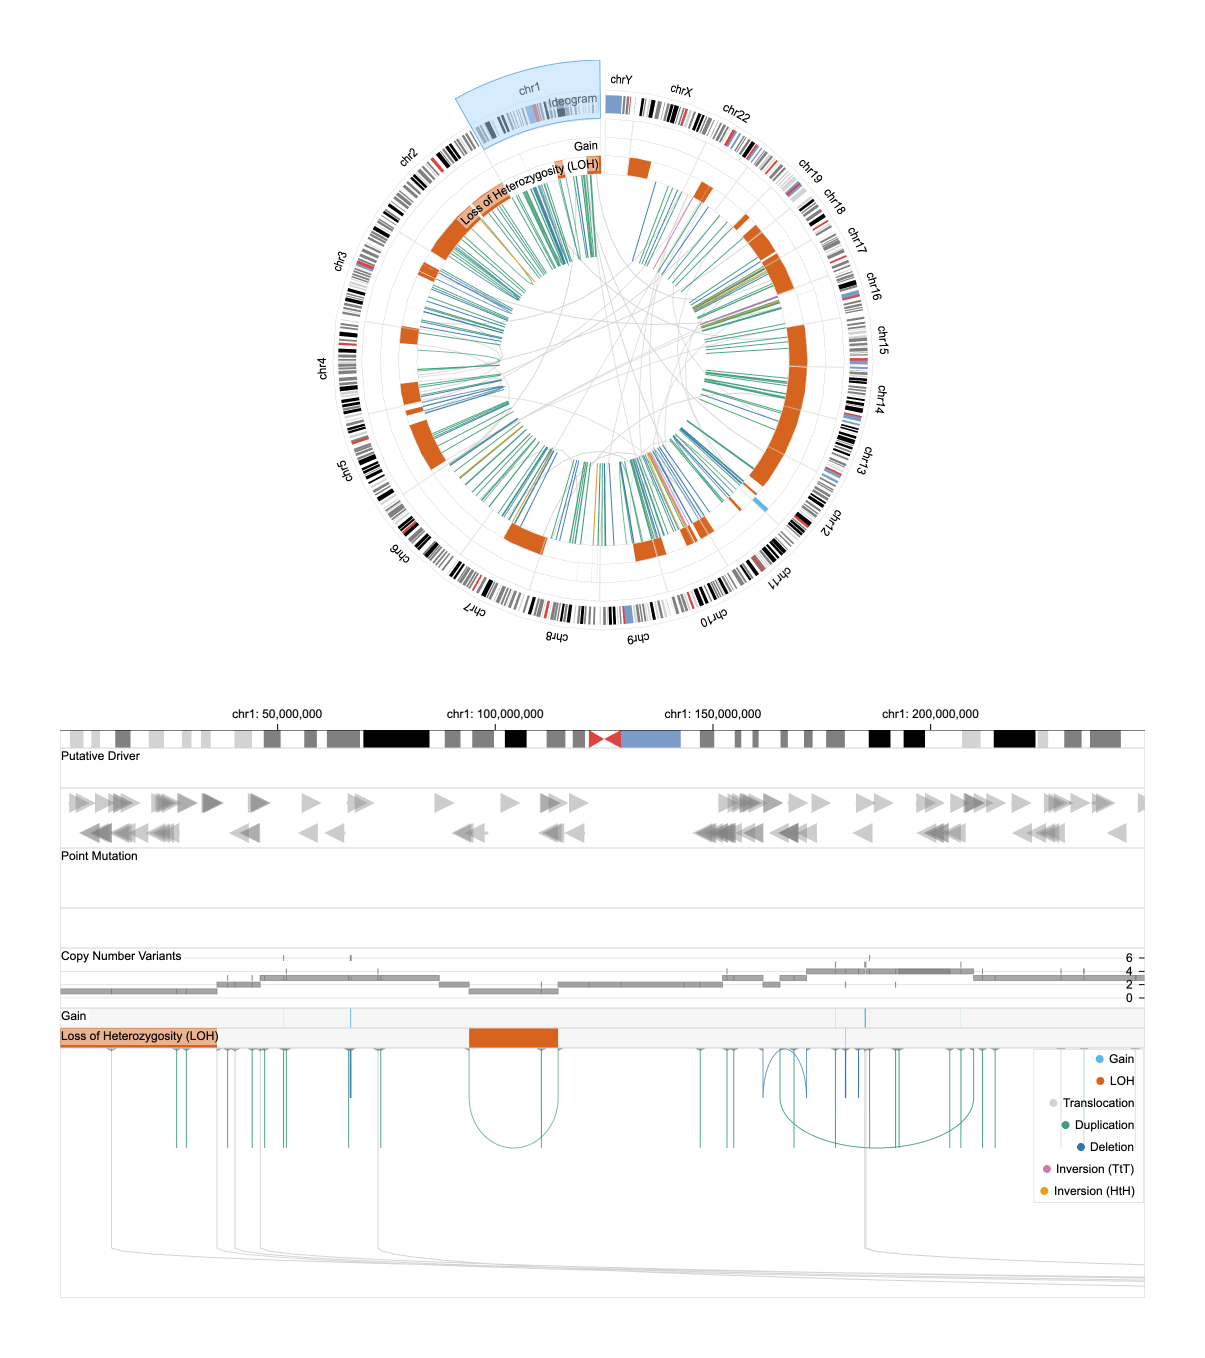 chrY
chrX
chr1
Ideogram
chr22
chr2
Gain
chr19
Loss of Heterozygosity (LOH)
chr18
chr17
chr3
chr16
chr15
chr4
chr14
chr13
chr5
chr12
chr6
chr11
chr7
chr10
chr8
chr9
chr1: 50,000,000
chr1: 100,000,000
chr1: 150,000,000
chr1: 200,000,000
Putative Driver
Point Mutation
Copy Number Variants
6
4
2
0
Gain
Loss of Heterozygosity (LOH)
Gain
LOH
Translocation
Duplication
Deletion
Inversion (TtT)
Inversion (HtH)